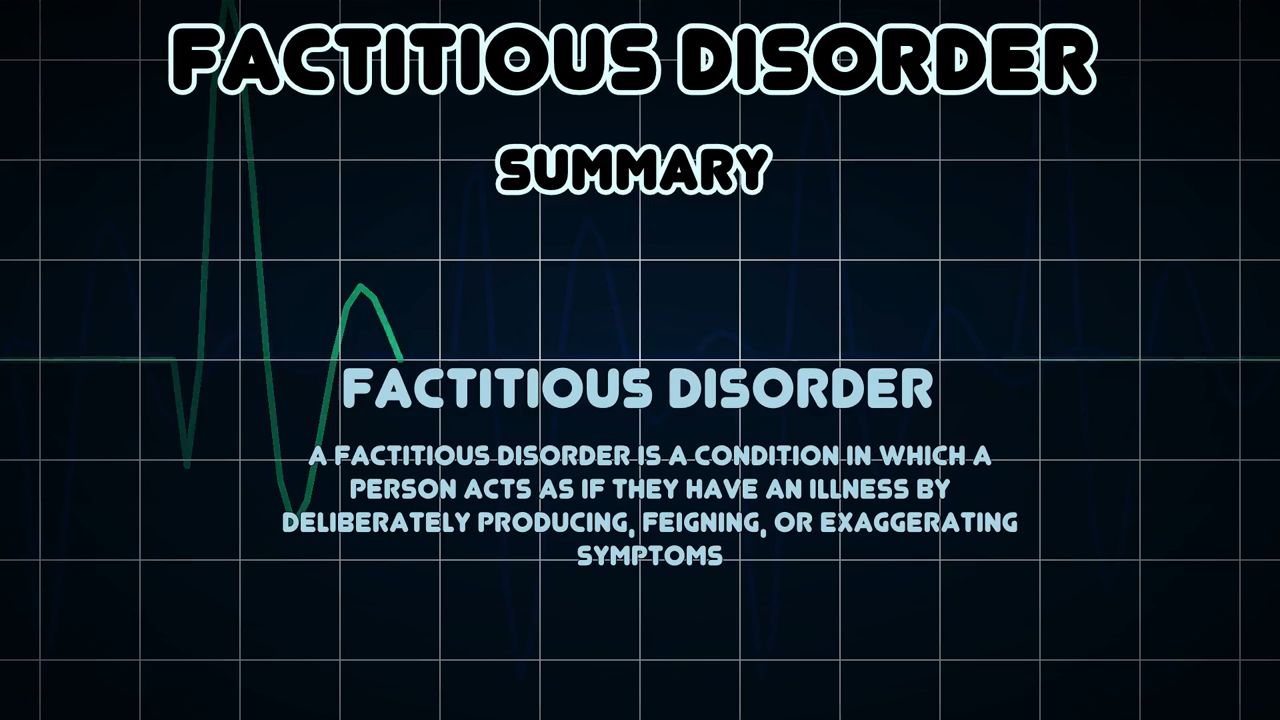 FACTITIOUS DISORDER
SUMMARY
FACTITIOUS DISORDER
A FACTITIOUS DISORDER IS A CONDITION IN WHICH A
PERSON ACTS AS IF THEY HAVE AN ILLNESS BY
DELIBERATELY PRODUCING, FEIGNING, OR EXAGGERATING
SYMPTOMS